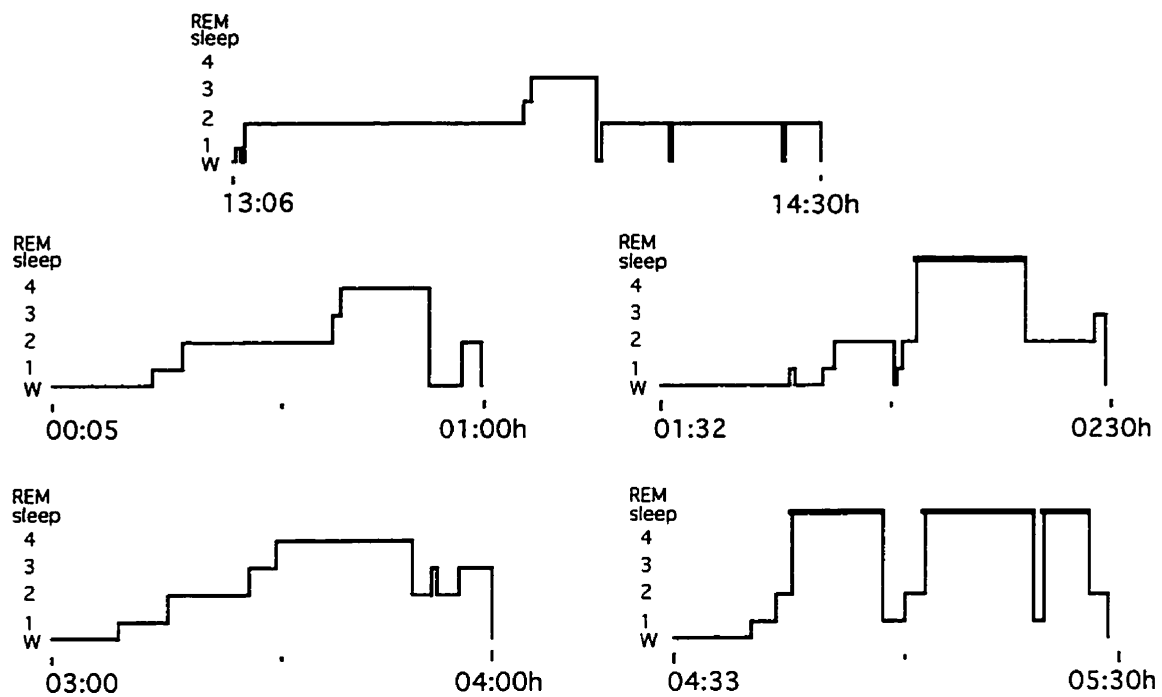 REM
sleep
4
3
2
1
W
13:06 14:30h
REM
sleep
4
3
2
1
W
00:05 01:00h
REM
sleep
4
3
2
1
W
01:32 0230h
REM
sleep
4
3
2
1
W
03:00 04:00h
REM
sleep
4
3
2
1
W
04:33 05:30h